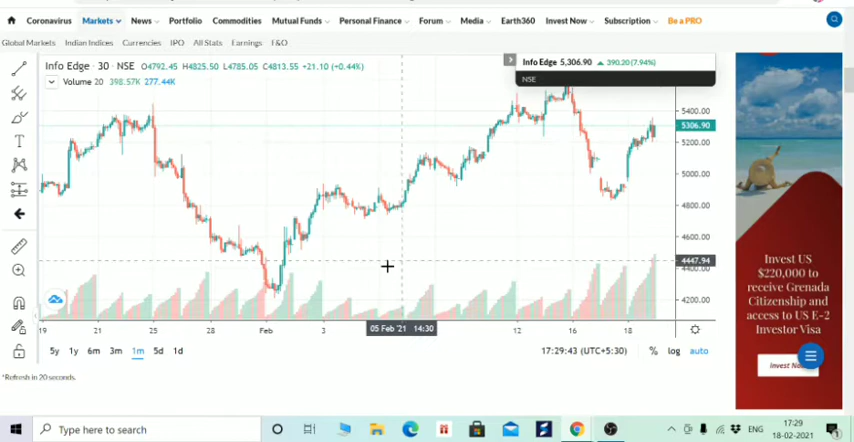 Coronavirus Markets News Portfolio Commodities Mutual Funds Personal Finance Forum Media Earth360 Invest Now Subscription Be a PRO
Global Markets Indian Indices Currencies IPO All Stats Earnings F&O
Info Edge · 30 · NSE O4792.45 H4825.50 L4785.05 C4813.55 +21.10 (+0.44%)
Volume 20 398.57K 277.44K
Info Edge 5,306.90 390.20 (7.94%)
NSE
5400.00
5306.90
5200.00
5000.00
4800.00
4600.00
4447.94
4400.00
4200.00
19 21 25 28 Feb 3 05 Feb '21 14:30 12 16 18
5y 1y 6m 3m 1m 5d 1d 17:29:43 (UTC+5:30) % log auto
*Refresh in 20 seconds.
Invest US
$220,000 to
receive Grenada
Citizenship and
access to US E-2
Investor Visa
Type here to search
ENG
17:29
18-02-2021